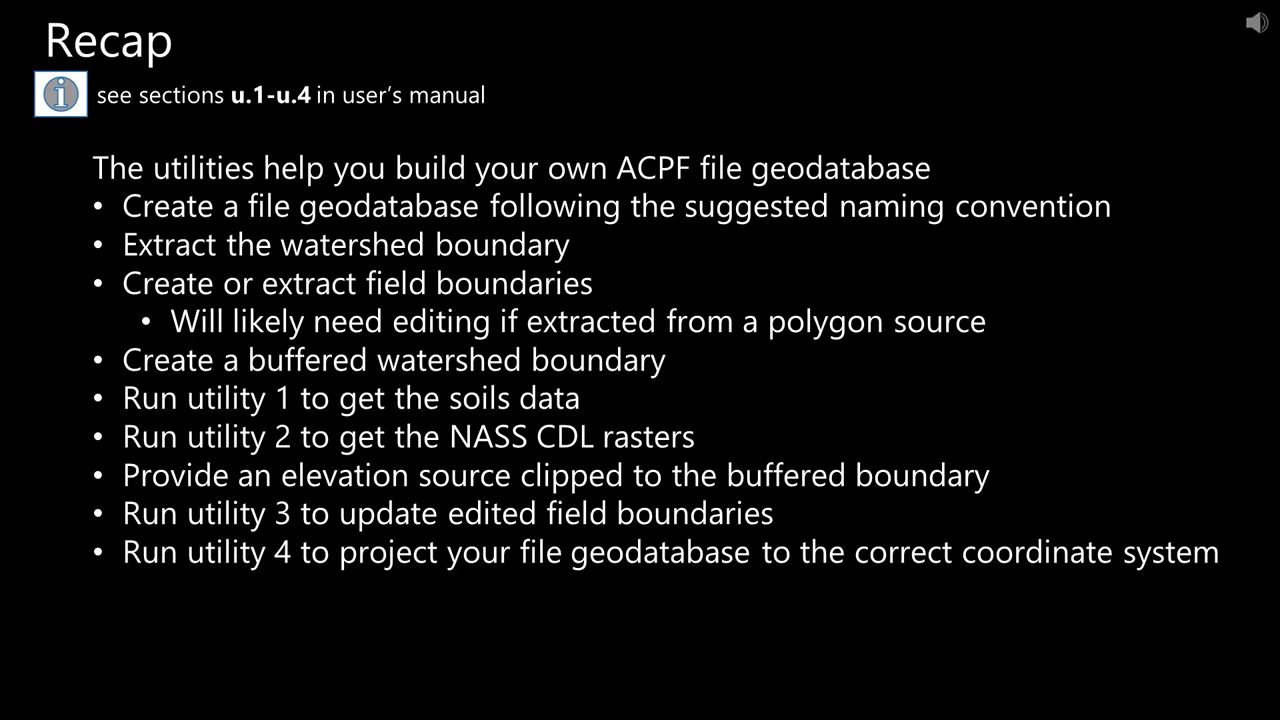 Recap
i see sections u.1-u.4 in user's manual
The utilities help you build your own ACPF file geodatabase
• Create a file geodatabase following the suggested naming convention
• Extract the watershed boundary
• Create or extract field boundaries
• Will likely need editing if extracted from a polygon source
• Create a buffered watershed boundary
• Run utility 1 to get the soils data
• Run utility 2 to get the NASS CDL rasters
• Provide an elevation source clipped to the buffered boundary
• Run utility 3 to update edited field boundaries
• Run utility 4 to project your file geodatabase to the correct coordinate system